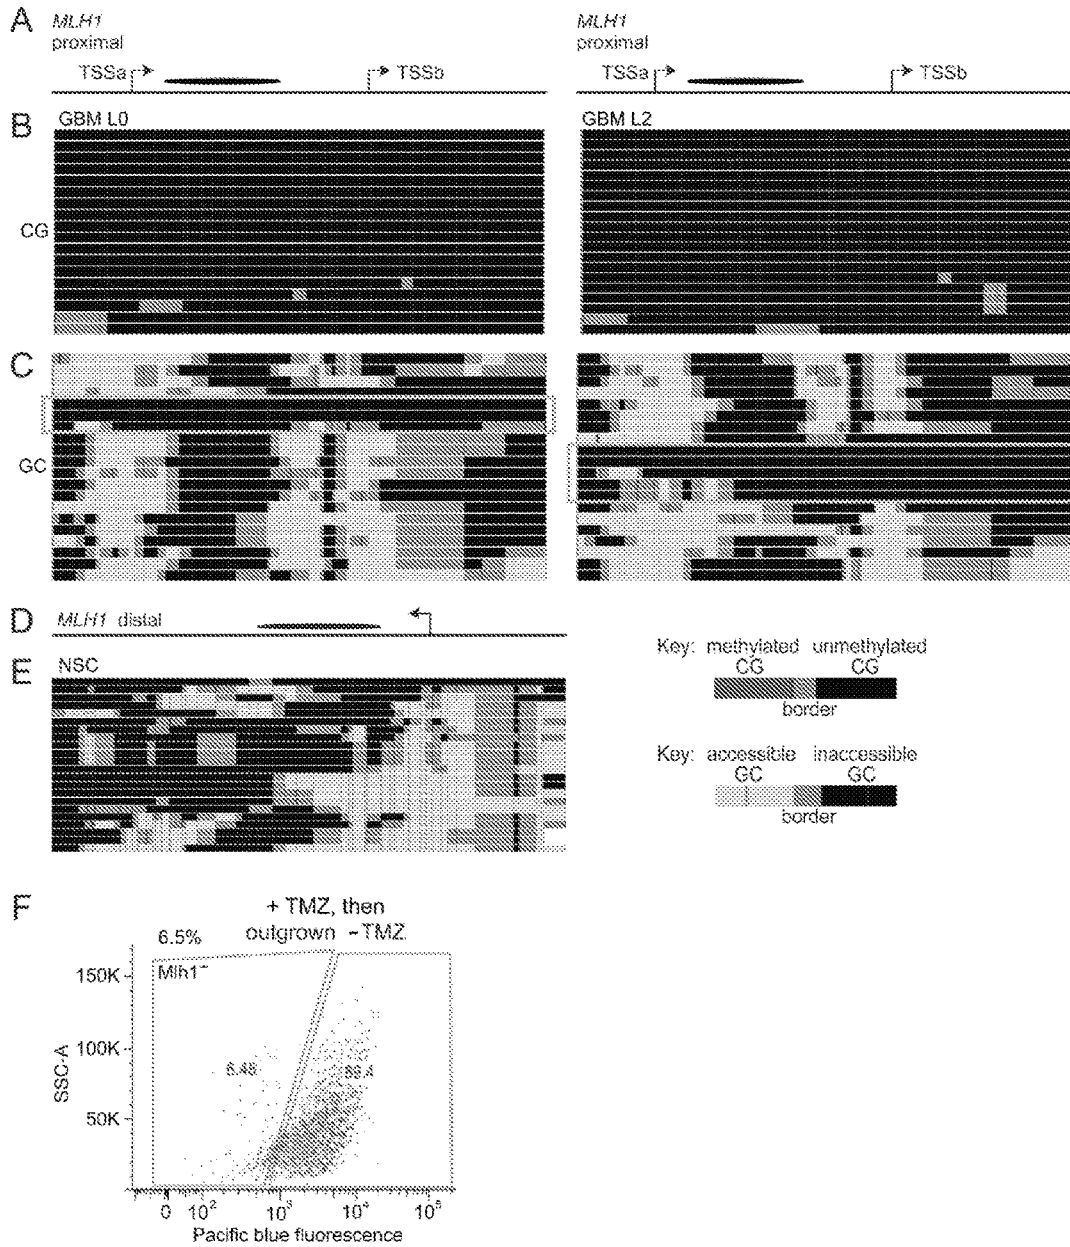 A
MLH1
proximal
TSSa
TSSb
MLH1
proximal
TSSa
TSSb
B
GBM L0
GBM L2
CG
C
GC
D
MLH1 distal
E
NSC
Key: methylated unmethylated
CG CG
border
Key: accessible inaccessible
GC GC
border
F
+ TMZ, then
outgrown -TMZ
6.5%
Mlh1-
150K
100K
50K
SSC-A
6.48
89.4
0 10² 10³ 10⁴ 10⁵
Pacific blue fluorescence